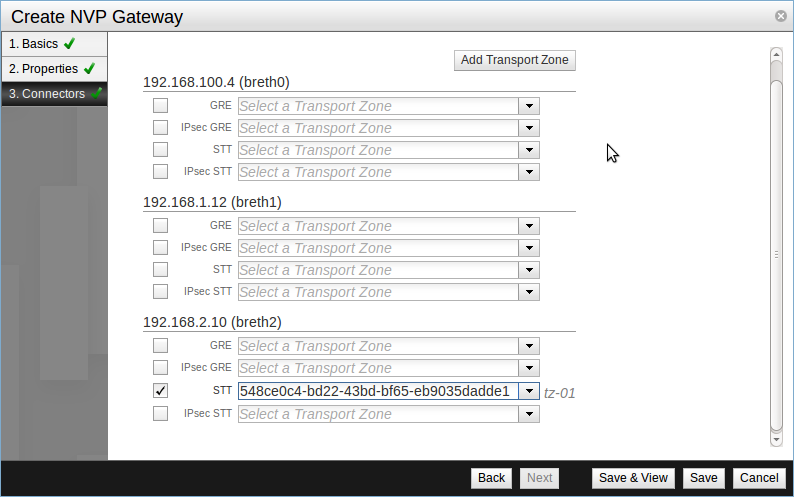 Create NVP Gateway
1. Basics
2. Properties
3. Connectors
Add Transport Zone
192.168.100.4 (breth0)
GRE Select a Transport Zone
IPsec GRE Select a Transport Zone
STT Select a Transport Zone
IPsec STT Select a Transport Zone
192.168.1.12 (breth1)
GRE Select a Transport Zone
IPsec GRE Select a Transport Zone
STT Select a Transport Zone
IPsec STT Select a Transport Zone
192.168.2.10 (breth2)
GRE Select a Transport Zone
IPsec GRE Select a Transport Zone
STT 548ce0c4-bd22-43bd-bf65-eb9035dadde1 tz-01
IPsec STT Select a Transport Zone
Back Next Save & View Save Cancel